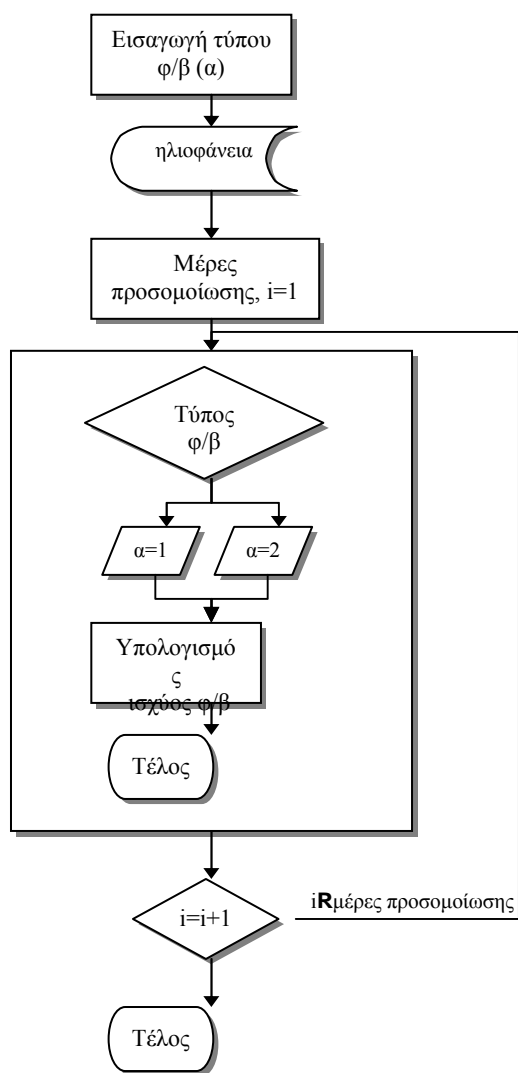 Εισαγωγή τύπου
φ/β (α)
ηλιοφάνεια
Μέρες
προσομοίωσης, i=1
Τύπος
φ/β
α=1
α=2
Υπολογισμό
ς
ισχύος φ/β
Τέλος
i=i+1
iRμέρες προσομοίωσης
Τέλος